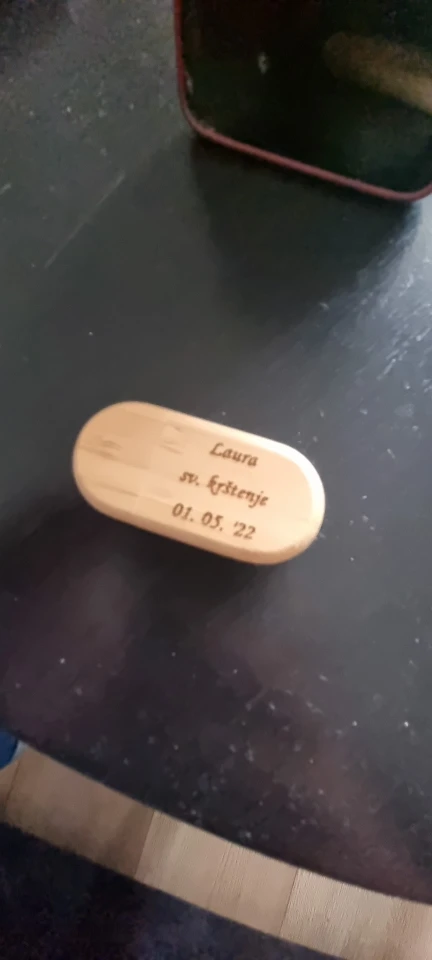 Laura
sv. krštenje
01. 05. '22